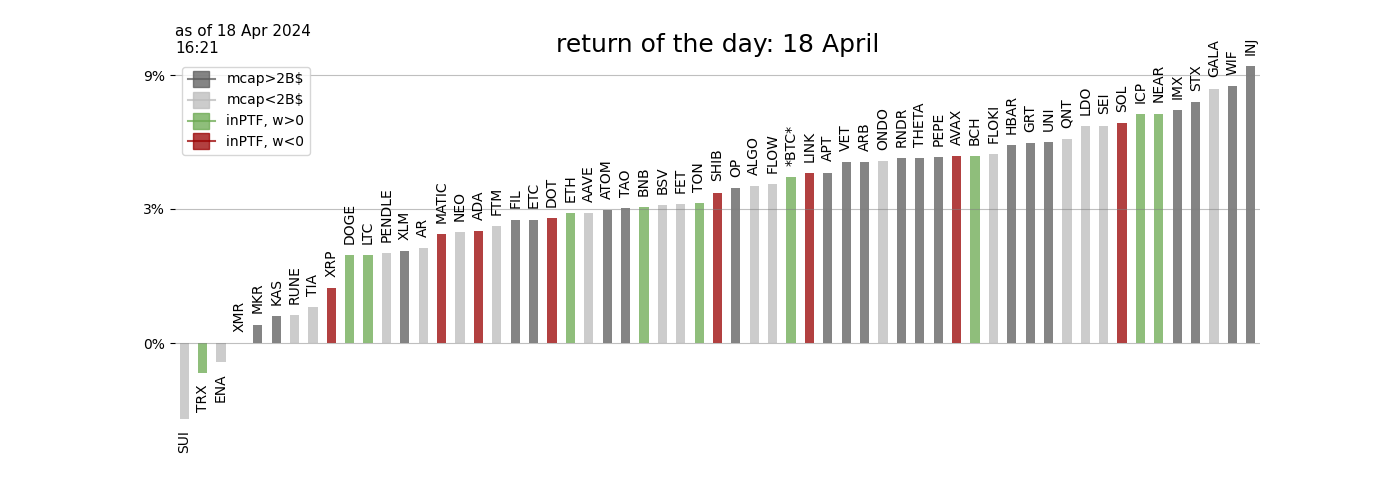 as of 18 Apr 2024
16:21
return of the day: 18 April
9%
3%
0%
mcap>2B$
mcap<2B$
inPTF, w>0
inPTF, w<0
SUI
TRX
ENA
XMR
MKR
KAS
RUNE
TIA
XRP
DOGE
LTC
PENDLE
XLM
AR
MATIC
NEO
ADA
FTM
FIL
ETC
DOT
ETH
AAVE
ATOM
TAO
BNB
BSV
FET
TON
SHIB
OP
ALGO
FLOW
*BTC*
LINK
APT
VET
ARB
ONDO
RNDR
THETA
PEPE
AVAX
BCH
FLOKI
HBAR
GRT
UNI
QNT
LDO
SEI
SOL
ICP
NEAR
IMX
STX
GALA
WIF
INJ